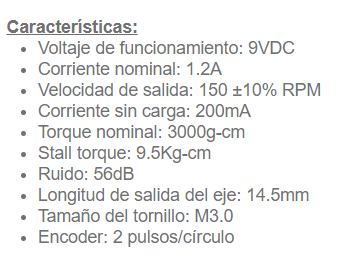 Características:
Voltaje de funcionamiento: 9VDC
Corriente nominal: 1.2A
Velocidad de salida: 150 ±10% RPM
Corriente sin carga: 200mA
Torque nominal: 3000g-cm
Stall torque: 9.5Kg-cm
Ruido: 56dB
Longitud de salida del eje: 14.5mm
Tamaño del tornillo: M3.0
Encoder: 2 pulsos/círculo